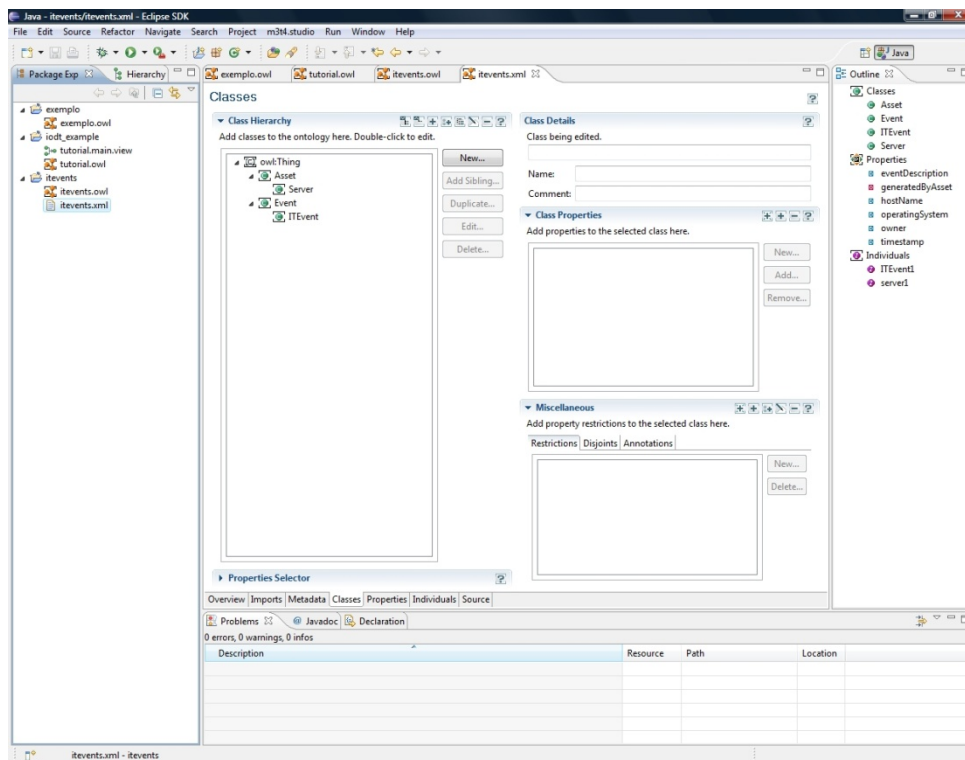 Java - itevents/itevents.xml - Eclipse SDK
File Edit Source Refactor Navigate Search Project m3t4.studio Run Window Help
Java
Package Exp
Hierarchy
exemplo
exemplo.owl
iodt_example
tutorial.main.view
tutorial.owl
itevents
itevents.owl
itevents.xml
exemplo.owl
tutorial.owl
itevents.owl
itevents.xml
Classes
Class Hierarchy
Add classes to the ontology here. Double-click to edit.
owl:Thing
Asset
Server
Event
ITEvent
New...
Add Sibling...
Duplicate...
Edit...
Delete...
Properties Selector
Class Details
Class being edited.
Name:
Comment:
Class Properties
Add properties to the selected class here.
New...
Add...
Remove...
Miscellaneous
Add property restrictions to the selected class here.
Restrictions Disjoints Annotations
New...
Delete...
Overview Imports Metadata Classes Properties Individuals Source
Outline
Classes
Asset
Event
ITEvent
Server
Properties
eventDescription
generatedByAsset
hostName
operatingSystem
owner
timestamp
Individuals
ITEvent1
server1
Problems
@ Javadoc
Declaration
0 errors, 0 warnings, 0 infos
Description Resource Path Location
itevents.xml - itevents